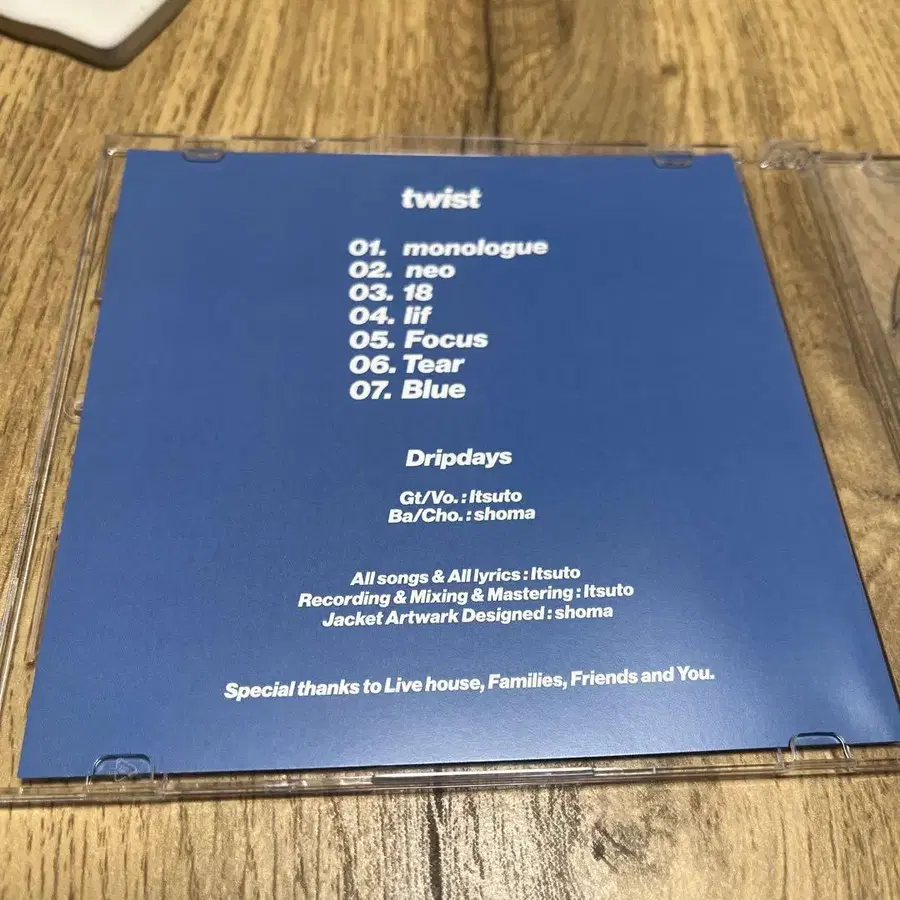 twist
01. monologue
02. neo
03. 18
04. lif
05. Focus
06. Tear
07. Blue
Dripdays
Gt/Vo. : Itsuto
Ba/Cho. : shoma
All songs & All lyrics : Itsuto
Recording & Mixing & Mastering : Itsuto
Jacket Artwark Designed : shoma
Special thanks to Live house, Families, Friends and You.